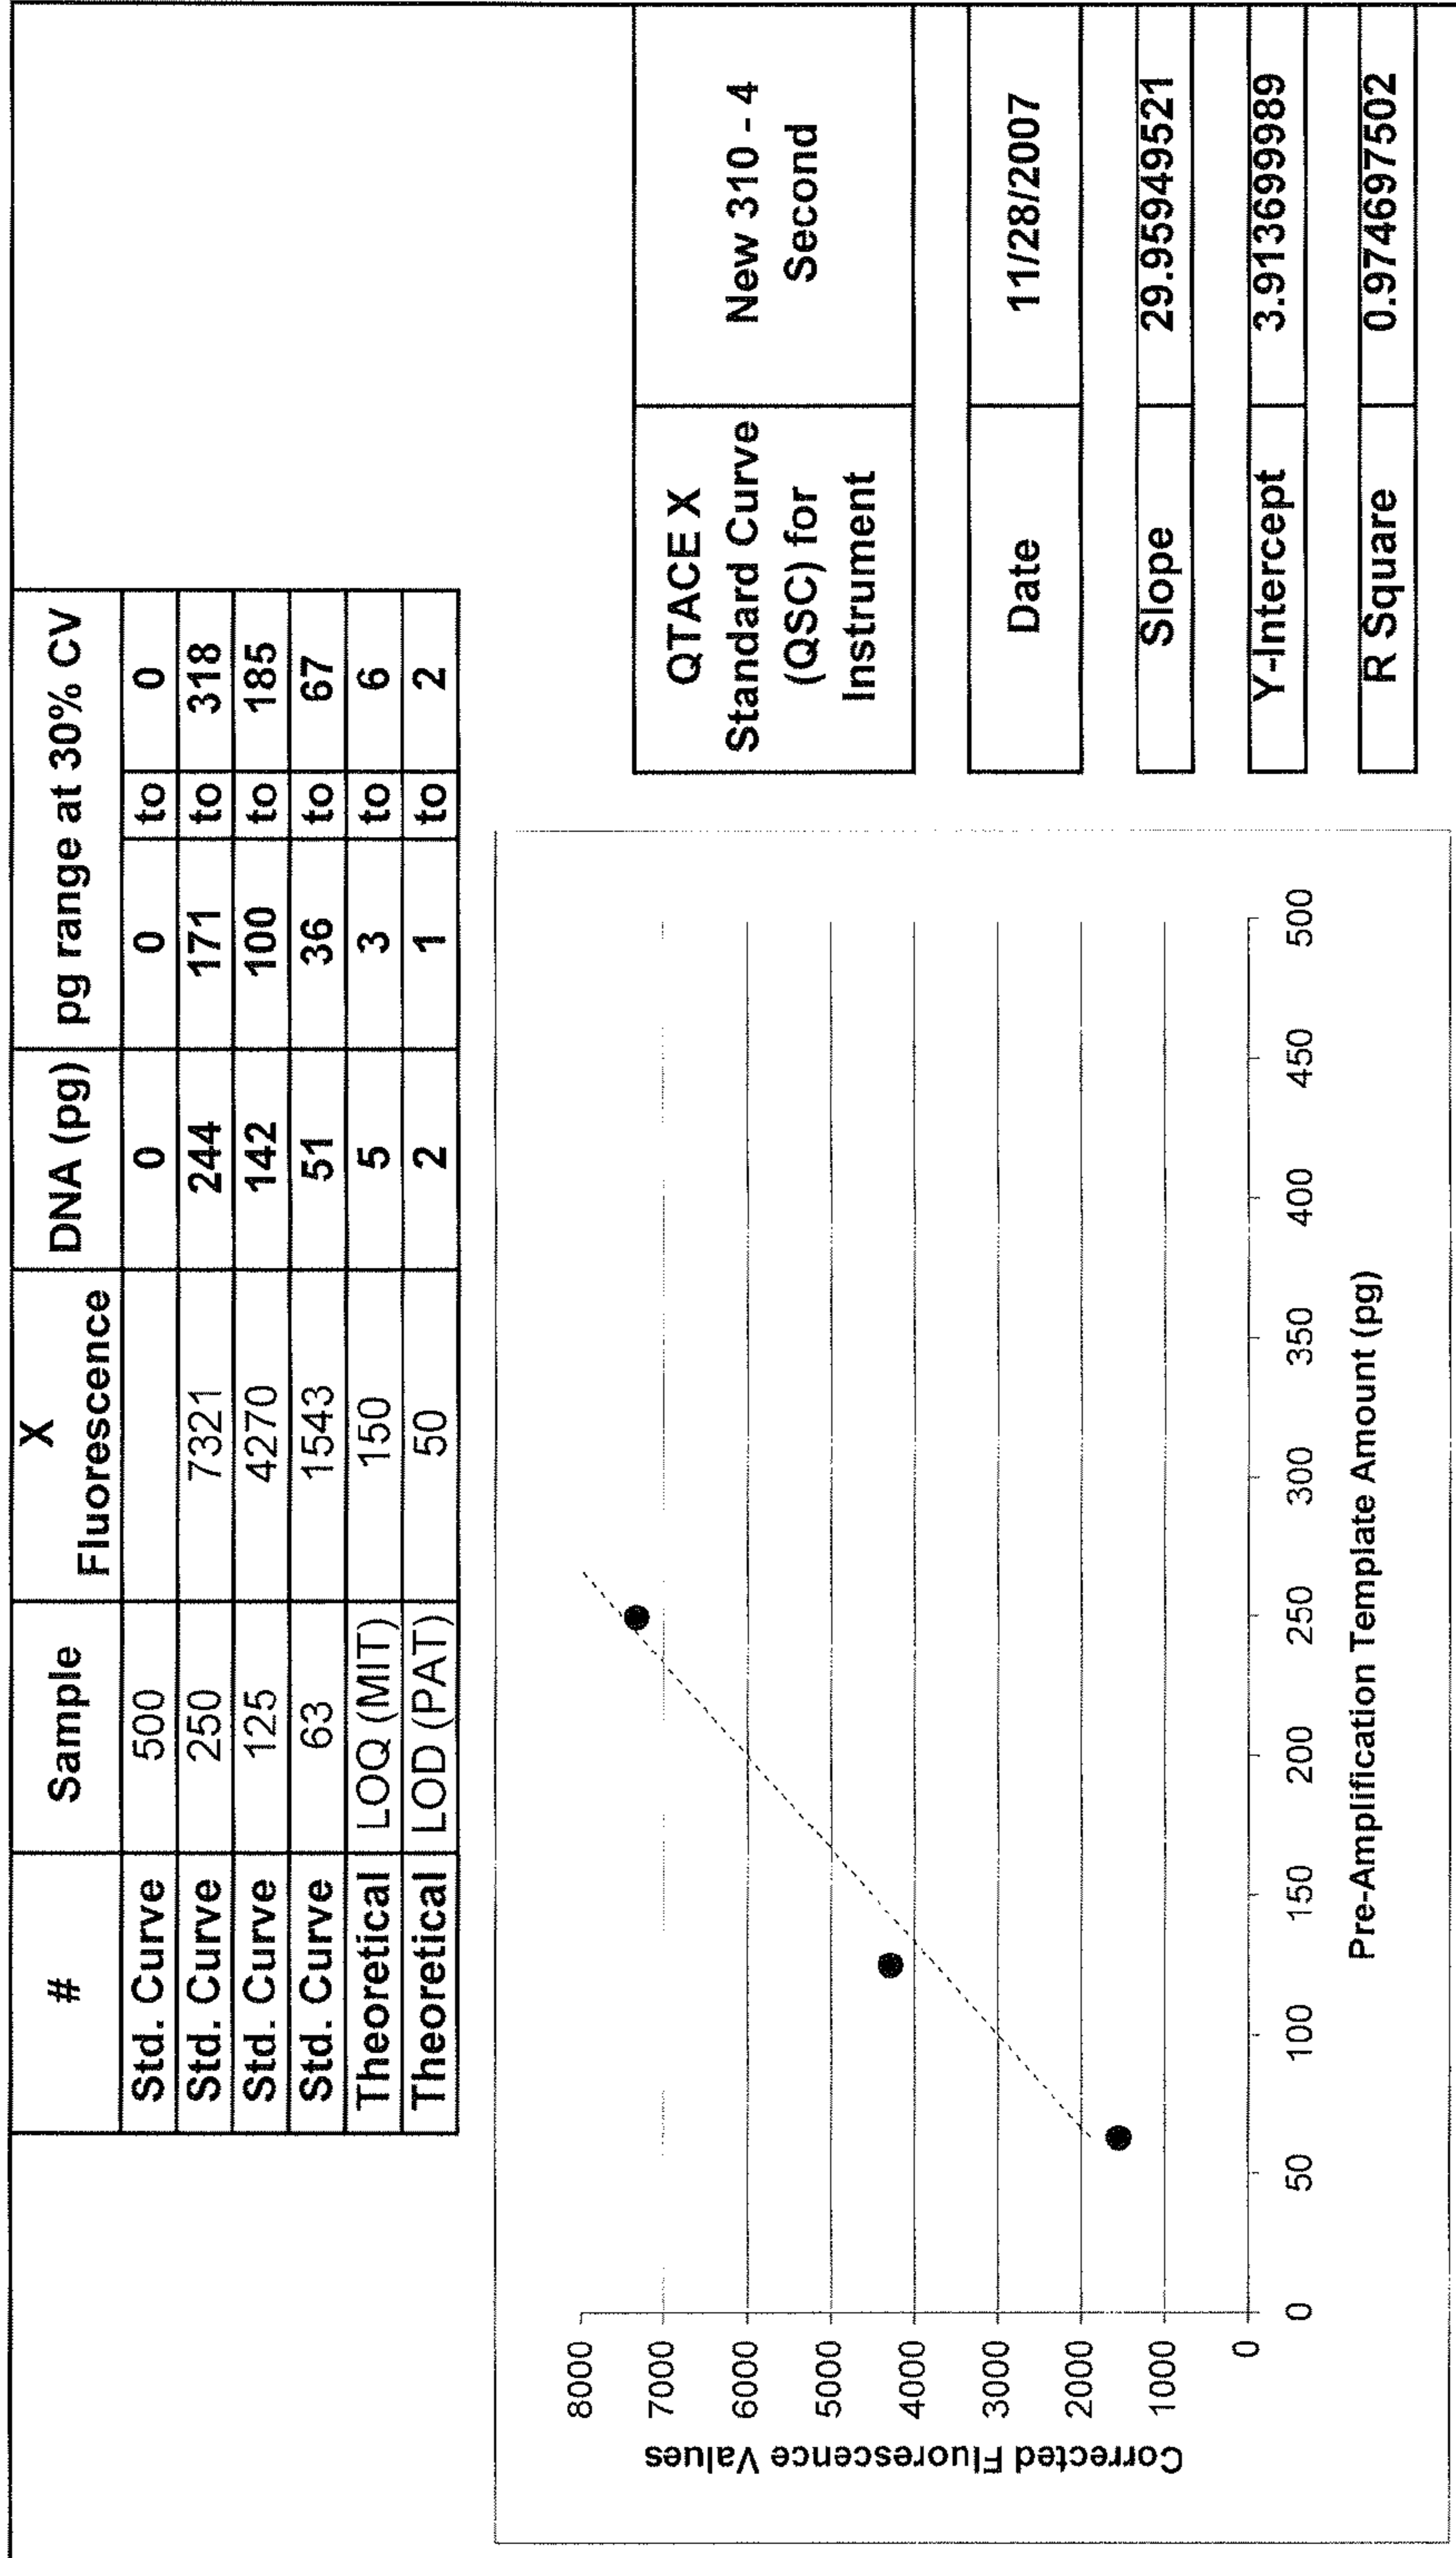 # Sample X Fluorescence DNA (pg) pg range at 30% CV
Std. Curve 500 0 0 to 0
Std. Curve 250 7321 244 171 to 318
Std. Curve 125 4270 142 100 to 185
Std. Curve 63 1543 51 36 to 67
Theoretical LOQ (MIT) 150 5 3 to 6
Theoretical LOD (PAT) 50 2 1 to 2
QTACE X
Standard Curve
(QSC) for
Instrument
New 310 - 4
Second
Date 11/28/2007
Slope 29.95949521
Y-Intercept 3.913699989
R Square 0.974697502
Corrected Fluorescence Values
8000
7000
6000
5000
4000
3000
2000
1000
0
0 50 100 150 200 250 300 350 400 450 500
Pre-Amplification Template Amount (pg)